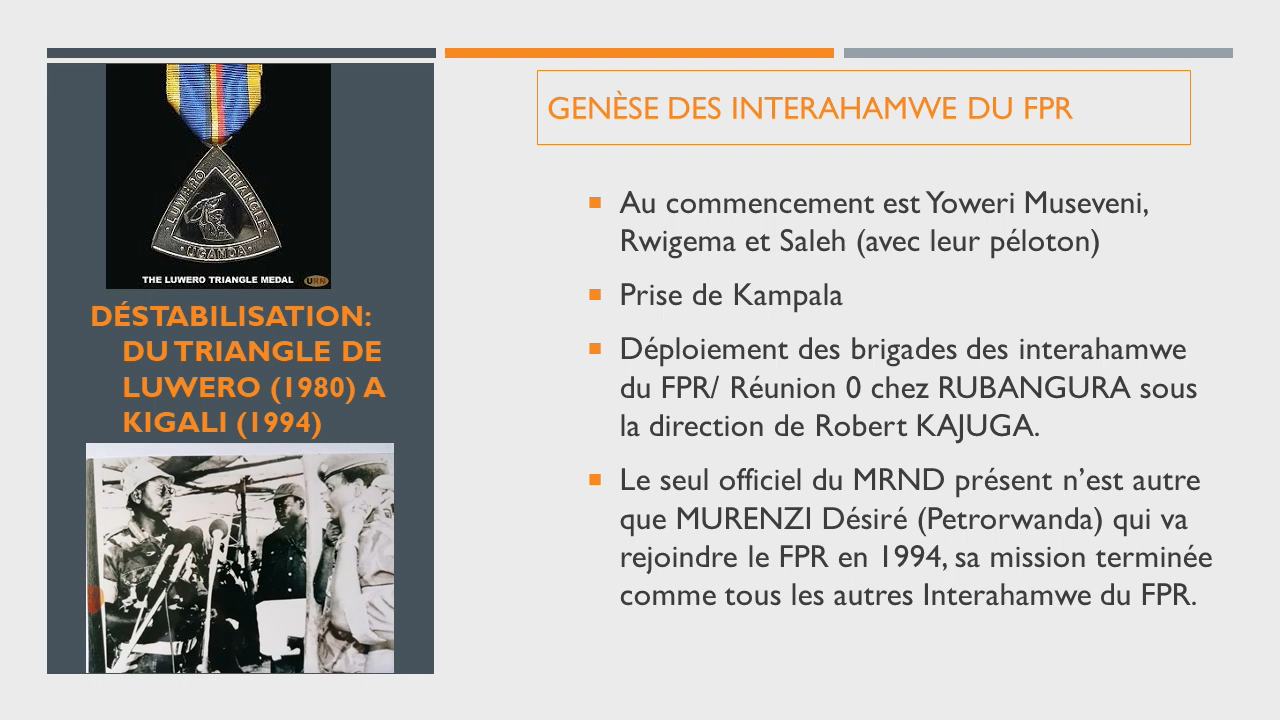 LUWERO TRIANGLE
UGANDA
THE LUWERO TRIANGLE MEDAL
URN
DÉSTABILISATION:
DU TRIANGLE DE
LUWERO (1980) A
KIGALI (1994)
GENÈSE DES INTERAHAMWE DU FPR
Au commencement est Yoweri Museveni,
Rwigema et Saleh (avec leur péloton)
Prise de Kampala
Déploiement des brigades des interahamwe
du FPR/ Réunion 0 chez RUBANGURA sous
la direction de Robert KAJUGA.
Le seul officiel du MRND présent n’est autre
que MURENZI Désiré (Petrorwanda) qui va
rejoindre le FPR en 1994, sa mission terminée
comme tous les autres Interahamwe du FPR.